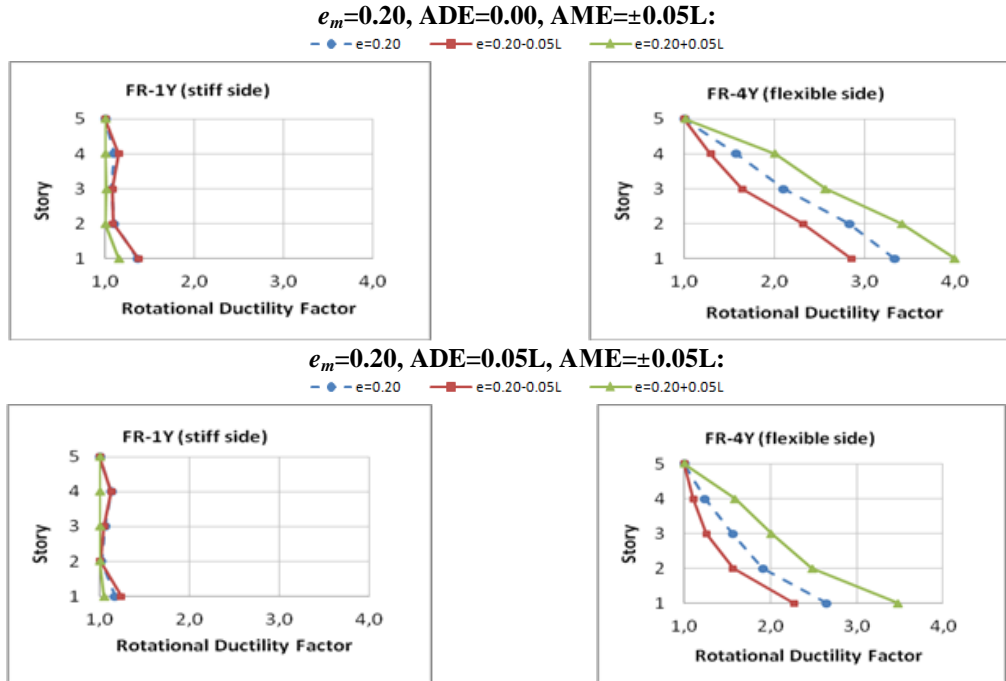 e_m=0.20, ADE=0.00, AME=±0.05L:
e=0.20 e=0.20-0.05L e=0.20+0.05L
FR-1Y (stiff side)
5
4
3
2
1
Story
1,0 2,0 3,0 4,0
Rotational Ductility Factor
FR-4Y (flexible side)
5
4
3
2
1
Story
1,0 2,0 3,0 4,0
Rotational Ductility Factor
e_m=0.20, ADE=0.05L, AME=±0.05L:
e=0.20 e=0.20-0.05L e=0.20+0.05L
FR-1Y (stiff side)
5
4
3
2
1
Story
1,0 2,0 3,0 4,0
Rotational Ductility Factor
FR-4Y (flexible side)
5
4
3
2
1
Story
1,0 2,0 3,0 4,0
Rotational Ductility Factor